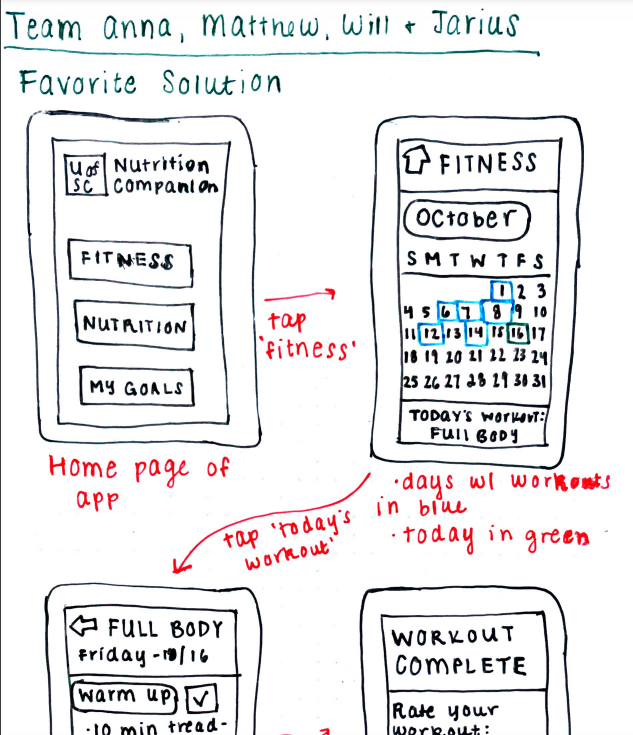 Team anna, matthew, will + Jarius
Favorite Solution
U of SC
Nutrition Companion
FITNESS
NUTRITION
MY GOALS
Home page of app
tap 'fitness'
FITNESS
October
S M T W T F S
1 2 3
4 5 6 7 8 9 10
11 12 13 14 15 16 17
18 19 20 21 22 23 24
25 26 27 28 29 30 31
TODAY'S WORKOUT:
FULL BODY
• days w/ workouts in blue
• today in green
tap 'today's workout'
FULL BODY
Friday - 10/16
Warm up
• 10 min tread-
WORKOUT
COMPLETE
Rate your
workout: